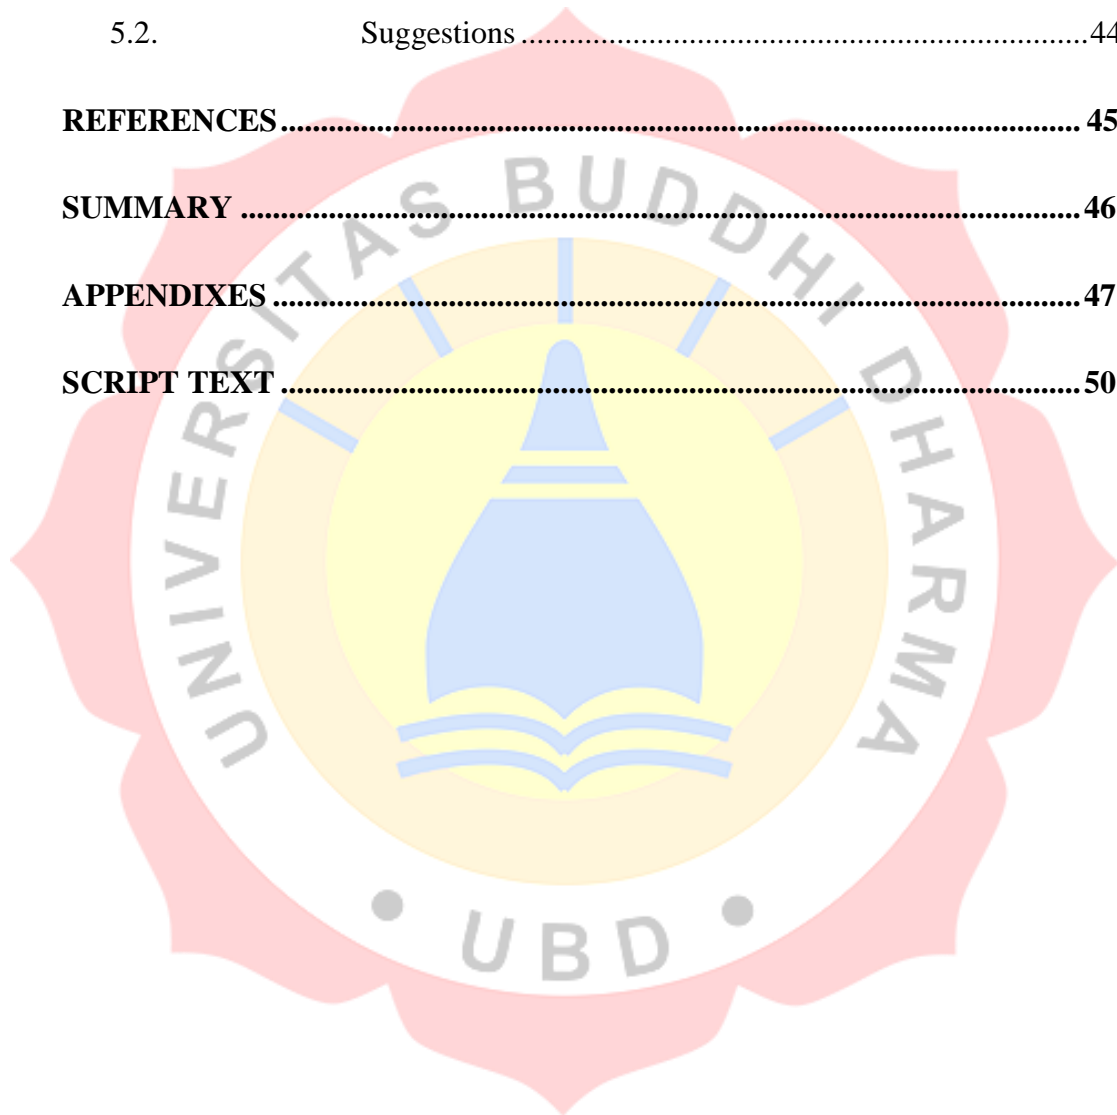 5.2. Suggestions ....................................................................44
REFERENCES ................................................................................................ 45
SUMMARY ..................................................................................................... 46
APPENDIXES ................................................................................................. 47
SCRIPT TEXT ................................................................................................. 50
UNIVERSITAS BUDDHI DHARMA
• UBD •